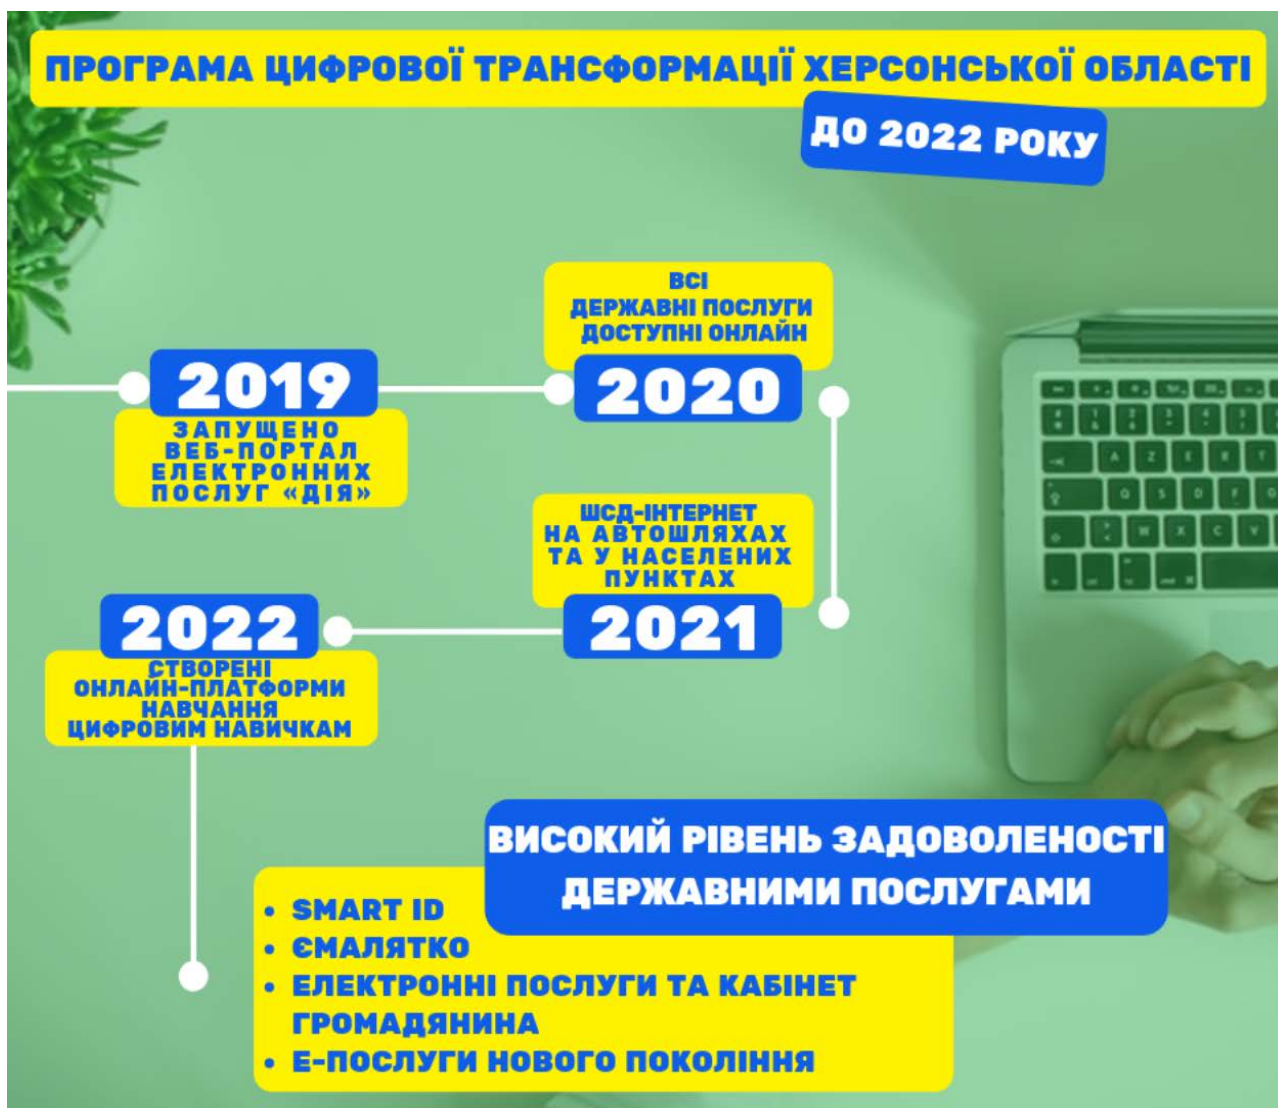 ПРОГРАМА ЦИФРОВОЇ ТРАНСФОРМАЦІЇ ХЕРСОНСЬКОЇ ОБЛАСТІ
ДО 2022 РОКУ
2019
ЗАПУЩЕНО
ВЕБ-ПОРТАЛ
ЕЛЕКТРОННИХ
ПОСЛУГ «ДІЯ»
ВСІ
ДЕРЖАВНІ ПОСЛУГИ
ДОСТУПНІ ОНЛАЙН
2020
ШСД-ІНТЕРНЕТ
НА АВТОШЛЯХАХ
ТА У НАСЕЛЕНИХ
ПУНКТАХ
2021
2022
СТВОРЕНІ
ОНЛАЙН-ПЛАТФОРМИ
НАВЧАННЯ
ЦИФРОВИМ НАВИЧКАМ
ВИСОКИЙ РІВЕНЬ ЗАДОВОЛЕНОСТІ
ДЕРЖАВНИМИ ПОСЛУГАМИ
• SMART ID
• ЄМАЛЯТКО
• ЕЛЕКТРОННІ ПОСЛУГИ ТА КАБІНЕТ
ГРОМАДЯНИНА
• Е-ПОСЛУГИ НОВОГО ПОКОЛІННЯ